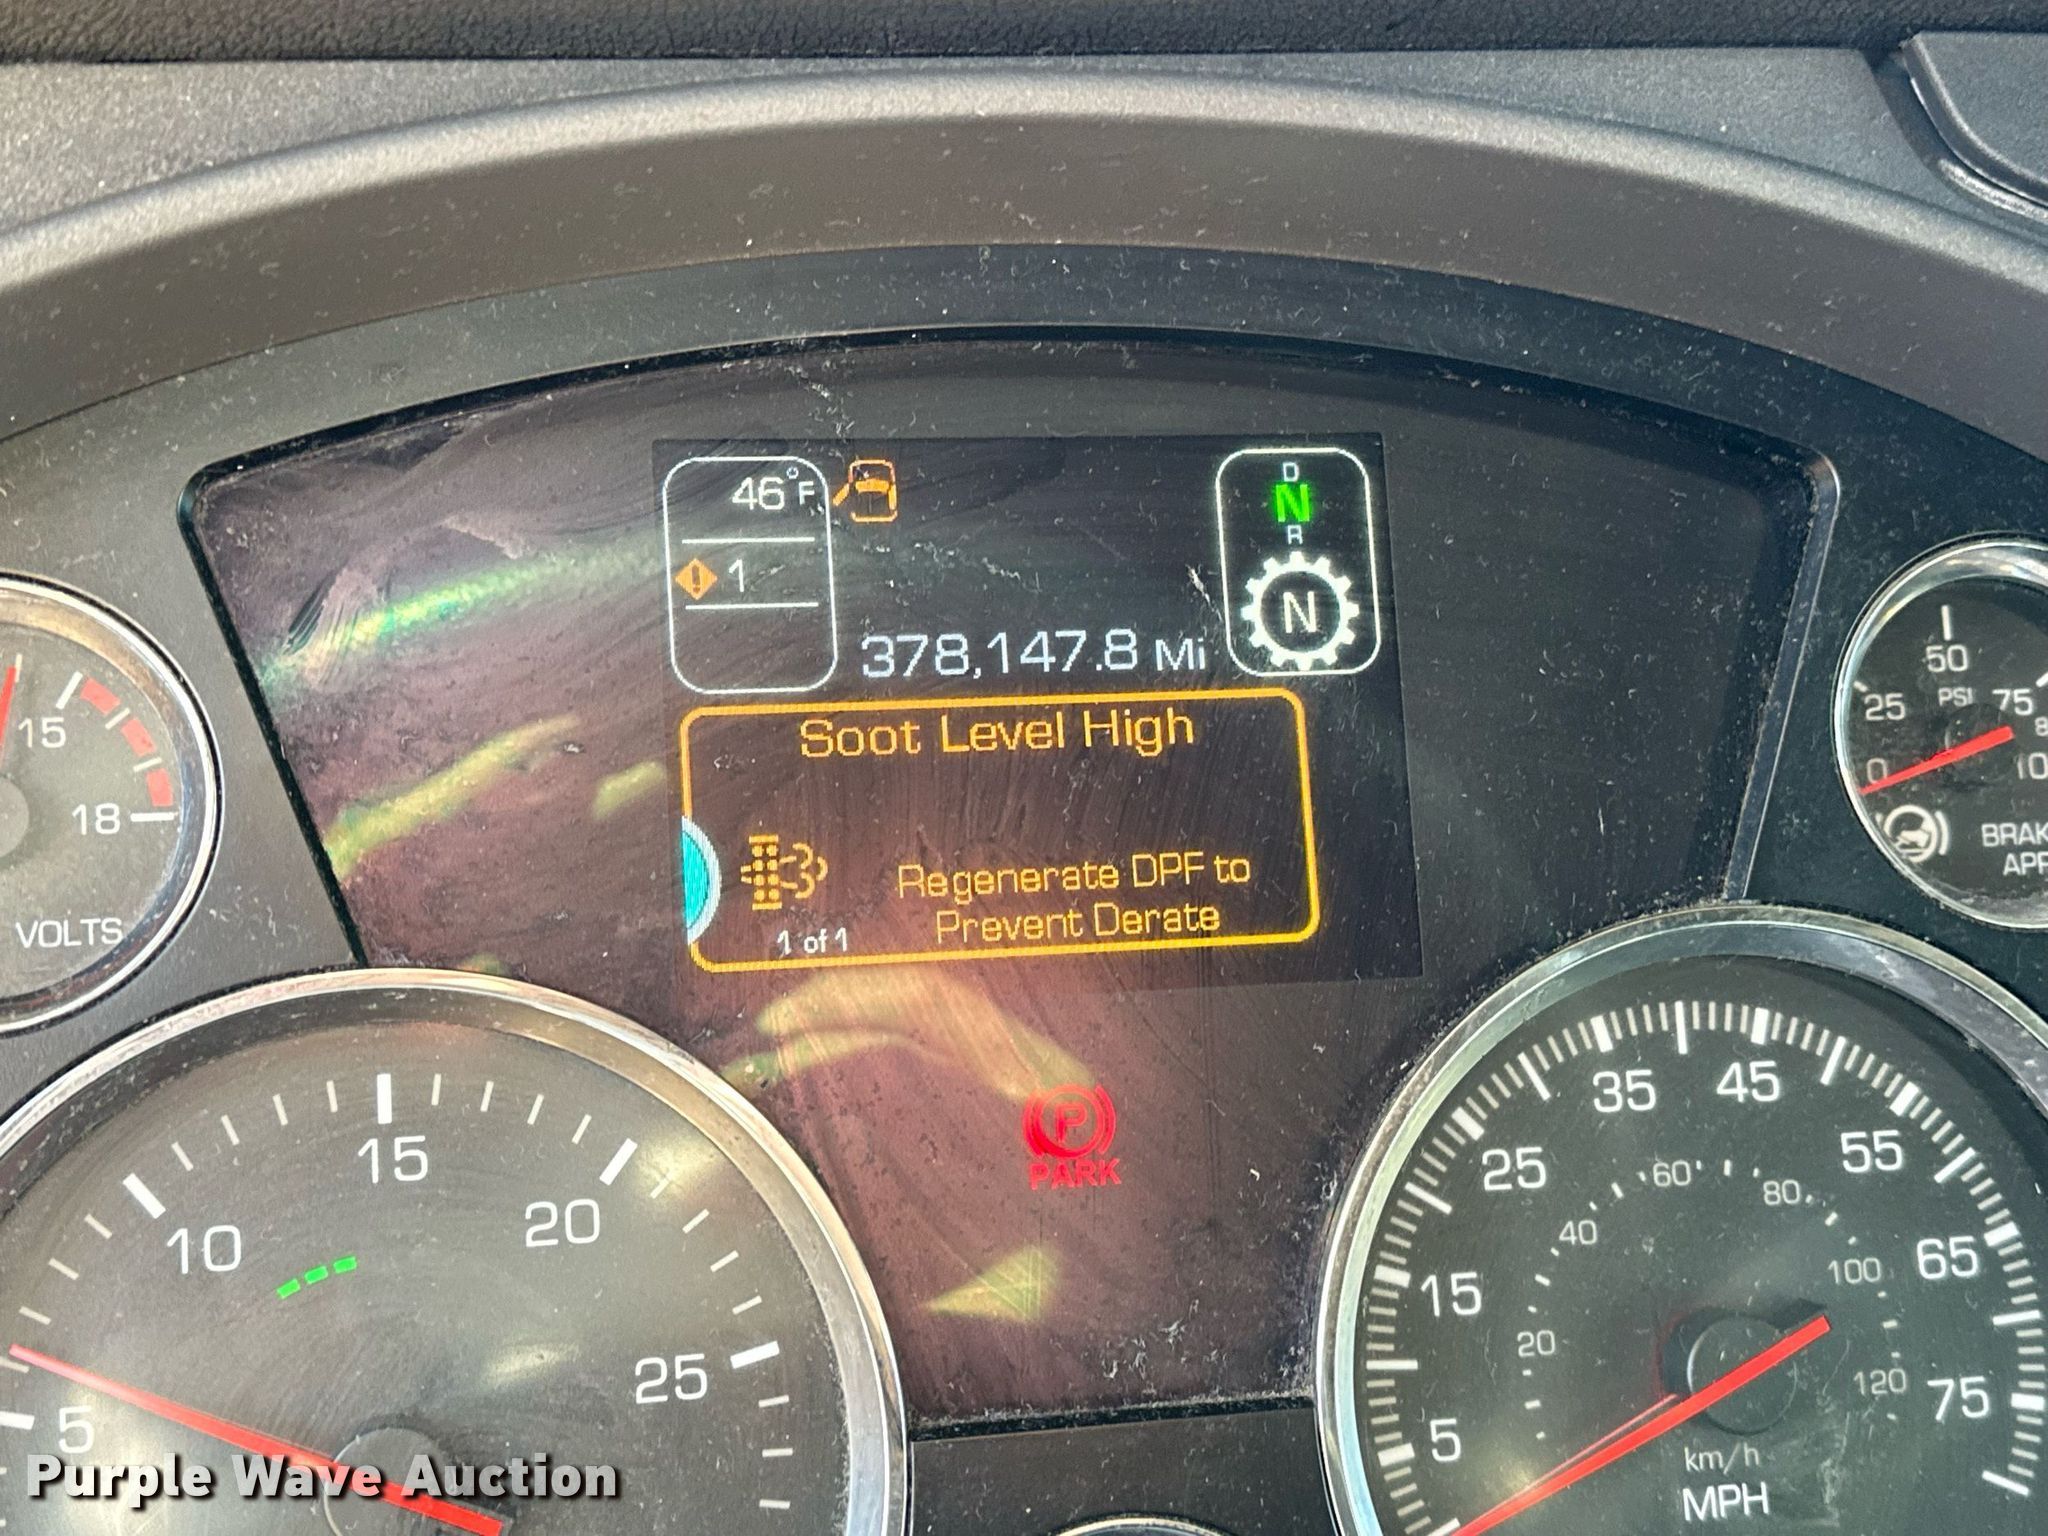 46°F
1
378,147.8 Mi
D
N
R
N
Soot Level High
Regenerate DPF to
Prevent Derate
1 of 1
15
18
VOLTS
0
25
50
75
PSI
PARK
P
5
10
15
20
25
5
15
25
35
45
55
65
75
20
40
60
80
100
120
km/h
MPH
Purple Wave Auction